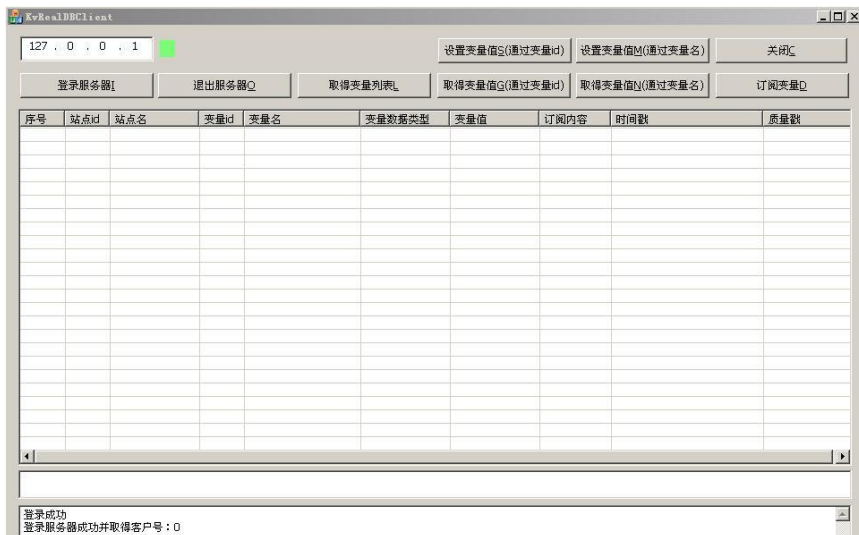 KvRealDBClient
127 . 0 . 0 . 1
设置变量值S(通过变量id) 设置变量值M(通过变量名) 关闭C
登录服务器I 退出服务器O 取得变量列表L 取得变量值G(通过变量id) 取得变量值N(通过变量名) 订阅变量D
序号 站点id 站点名 变量id 变量名 变量数据类型 变量值 订阅内容 时间戳 质量戳
登录成功
登录服务器成功并取得客户号：0